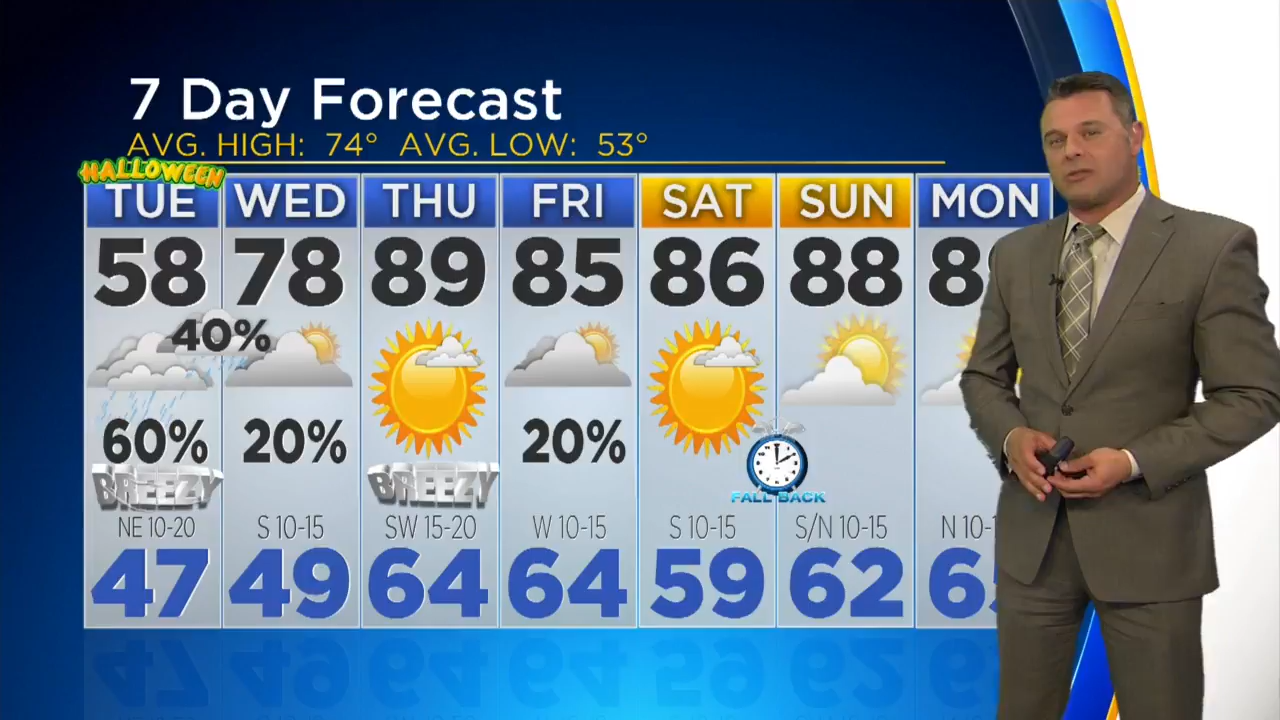 7 Day Forecast
AVG. HIGH: 74° AVG. LOW: 53°
HALLOWEEN
TUE WED THU FRI SAT SUN MON
58 78 89 85 86 88
40%
60% 20% 20%
BREEZY BREEZY
FALL BACK
NE 10-20 S 10-15 SW 15-20 W 10-15 S 10-15 S/N 10-15 N 10-
47 49 64 64 59 62